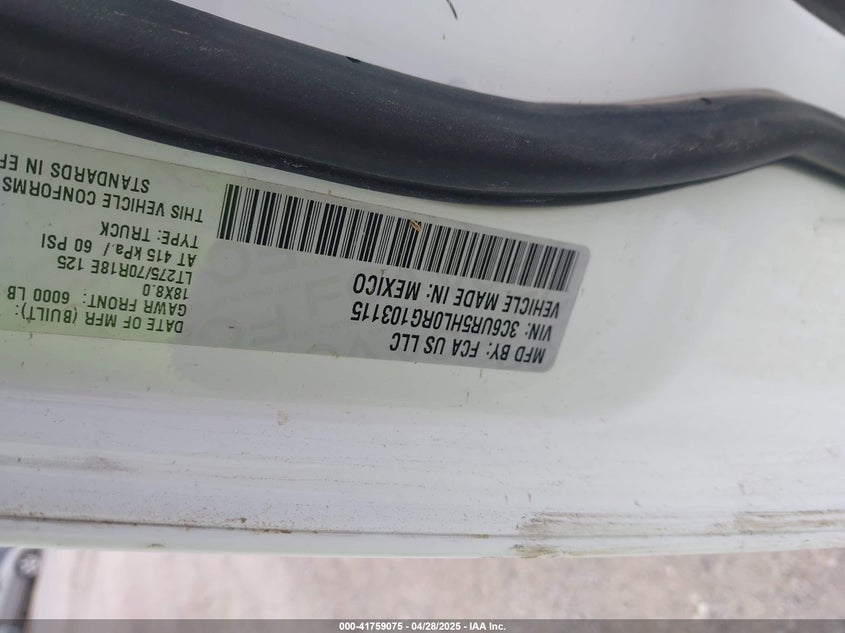 MFD BY: FCA US LLC
VIN: 3C6UR5HL0RG103115
VEHICLE MADE IN: MEXICO
DATE OF MFR (BUILT):
GAWR FRONT: 6000 LB
18X8.0
LT275/70R18E 125
AT 415 kPa/ 60 PSI
TYPE: TRUCK
THIS VEHICLE CONFORMS
STANDARDS IN EF
000-41759075 / 04/28/2025 - IAA Inc.